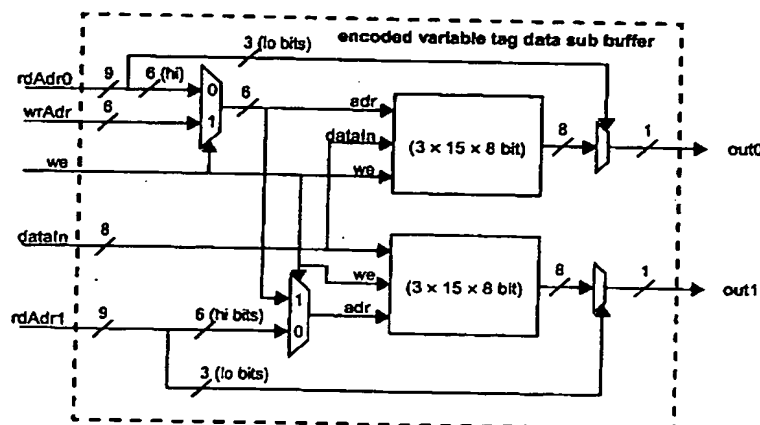 encoded variable tag data sub buffer
3 (lo bits)
rdAdr0 9 6 (hi)
0
wrAdr 6
1
6
adr
dataIn
we
(3 × 15 × 8 bit)
8
1
out0
we
dataIn 8
we
adr
(3 × 15 × 8 bit)
8
1
out1
1
0
rdAdr1 9
6 (hi bits)
3 (lo bits)